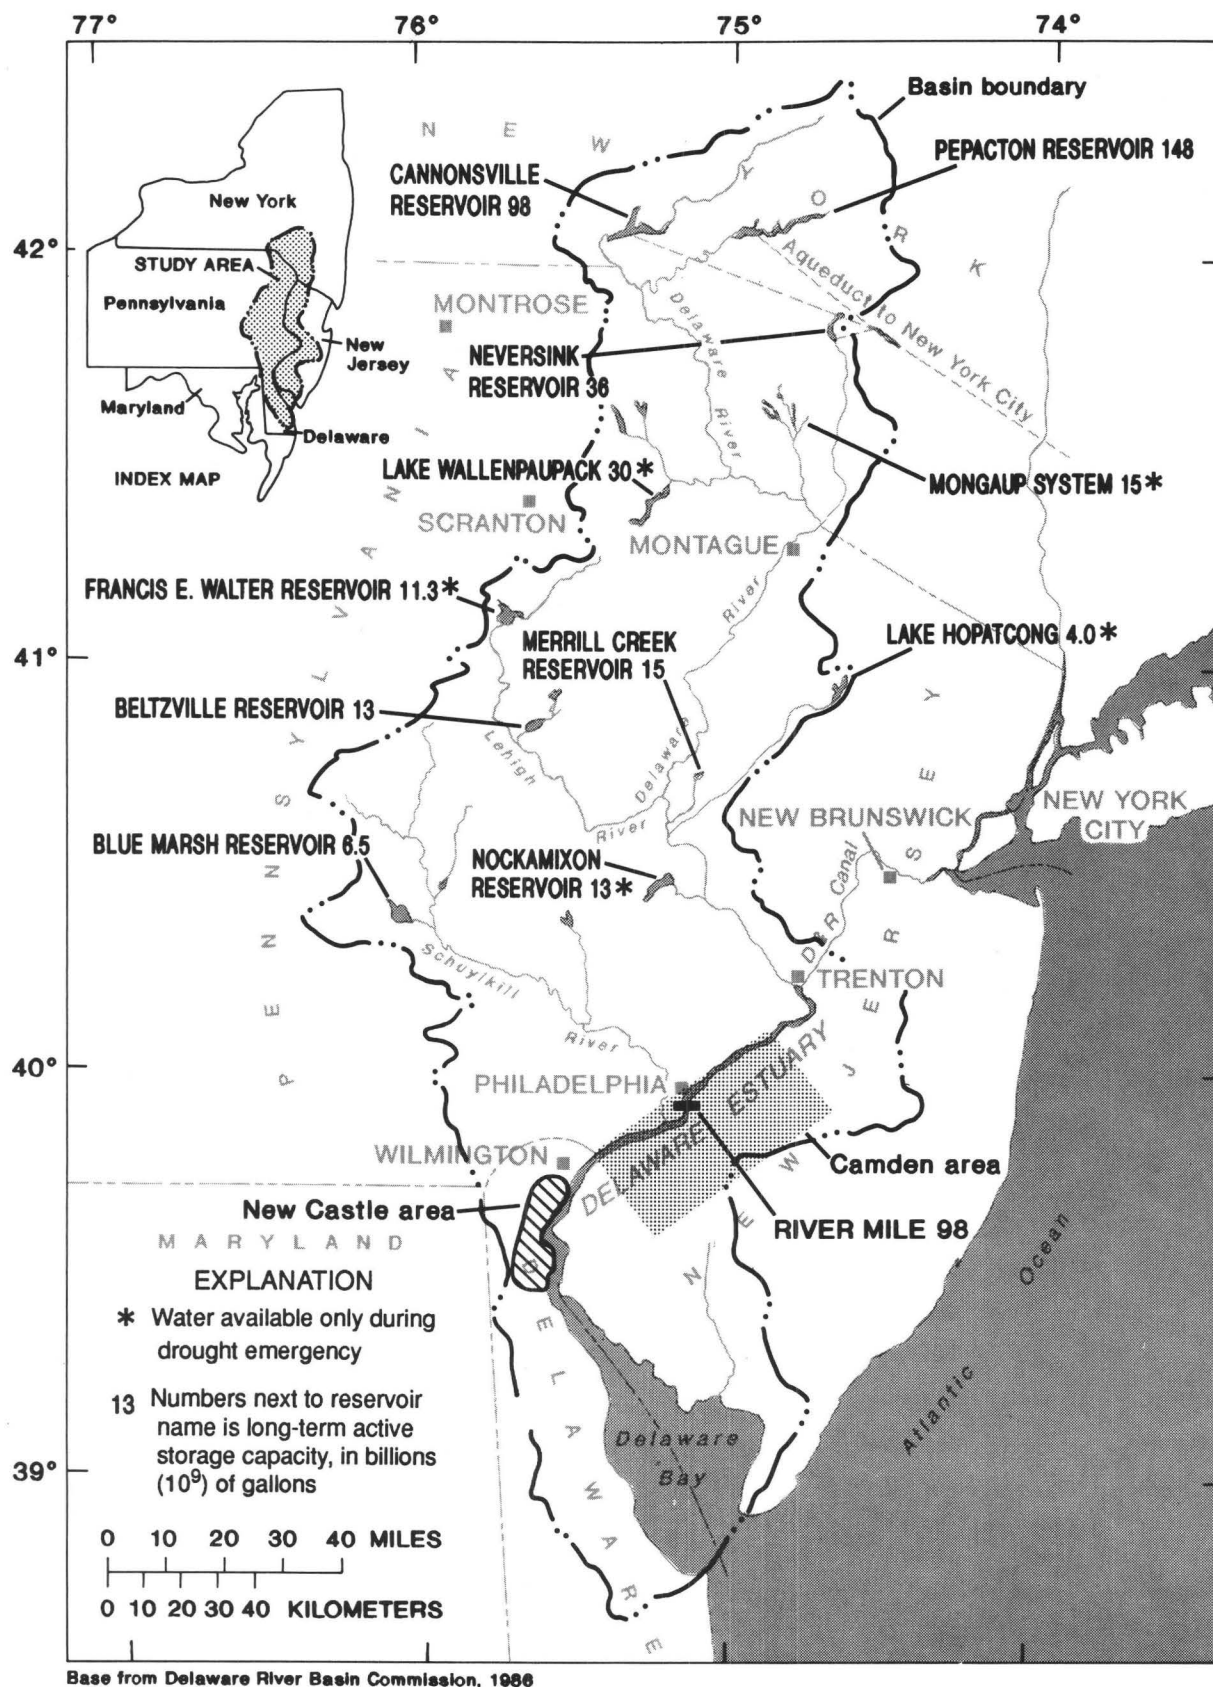 77° 76° 75° 74°
Basin boundary
NEW YORK
PEPACTON RESERVOIR 148
CANNONSVILLE
RESERVOIR 98
New York
STUDY AREA
Pennsylvania
New
Jersey
Maryland
Delaware
INDEX MAP
42°
Aqueduct to New York City
MONTROSE
Delaware
River
NEVERSINK
RESERVOIR 36
LAKE WALLENPAUPACK 30*
MONGAUP SYSTEM 15*
SCRANTON
MONTAGUE
PENNSYLVANIA
FRANCIS E. WALTER RESERVOIR 11.3*
River
LAKE HOPATCONG 4.0*
MERRILL CREEK
RESERVOIR 15
41°
BELTZVILLE RESERVOIR 13
Delaware
Lehigh
River
NEW BRUNSWICK
NEW YORK
CITY
BLUE MARSH RESERVOIR 6.5
NOCKAMIXON
RESERVOIR 13*
D & R Canal
NEW JERSEY
Schuylkill
River
TRENTON
40°
PHILADELPHIA
DELAWARE ESTUARY
WILMINGTON
Camden area
New Castle area
RIVER MILE 98
MARYLAND
Atlantic Ocean
DELAWARE
EXPLANATION
* Water available only during
drought emergency
13 Numbers next to reservoir
name is long-term active
storage capacity, in billions
(10⁹) of gallons
Delaware
Bay
39°
0 10 20 30 40 MILES
0 10 20 30 40 KILOMETERS
Base from Delaware River Basin Commission, 1986